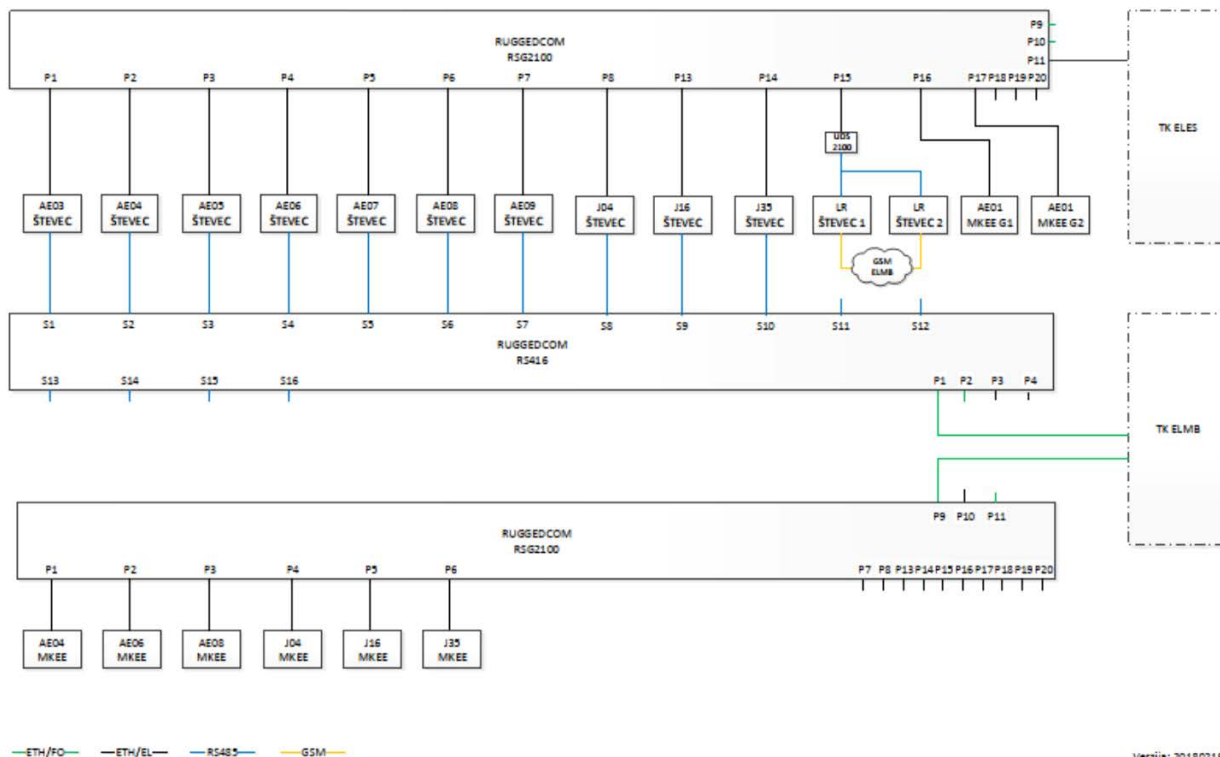 RUGGEDCOM
RSG2100
P9
P10
P11
P1 P2 P3 P4 P5 P6 P7 P8 P13 P14 P15 P16 P17 P18 P19 P20
TK ELES
UDS
2100
AE03
ŠTEVEC
AE04
ŠTEVEC
AE05
ŠTEVEC
AE06
ŠTEVEC
AE07
ŠTEVEC
AE08
ŠTEVEC
AE09
ŠTEVEC
J04
ŠTEVEC
J16
ŠTEVEC
J35
ŠTEVEC
LR
ŠTEVEC 1
LR
ŠTEVEC 2
AE01
MKEE G1
AE01
MKEE G2
GSM
ELMB
S1 S2 S3 S4 S5 S6 S7 S8 S9 S10 S11 S12
RUGGEDCOM
RS416
S13 S14 S15 S16
P1 P2 P3 P4
TK ELMB
P9 P10 P11
RUGGEDCOM
RSG2100
P1 P2 P3 P4 P5 P6
P7 P8 P13 P14 P15 P16 P17 P18 P19 P20
AE04
MKEE
AE06
MKEE
AE08
MKEE
J04
MKEE
J16
MKEE
J35
MKEE
ETH/FO ETH/EL RS485 GSM